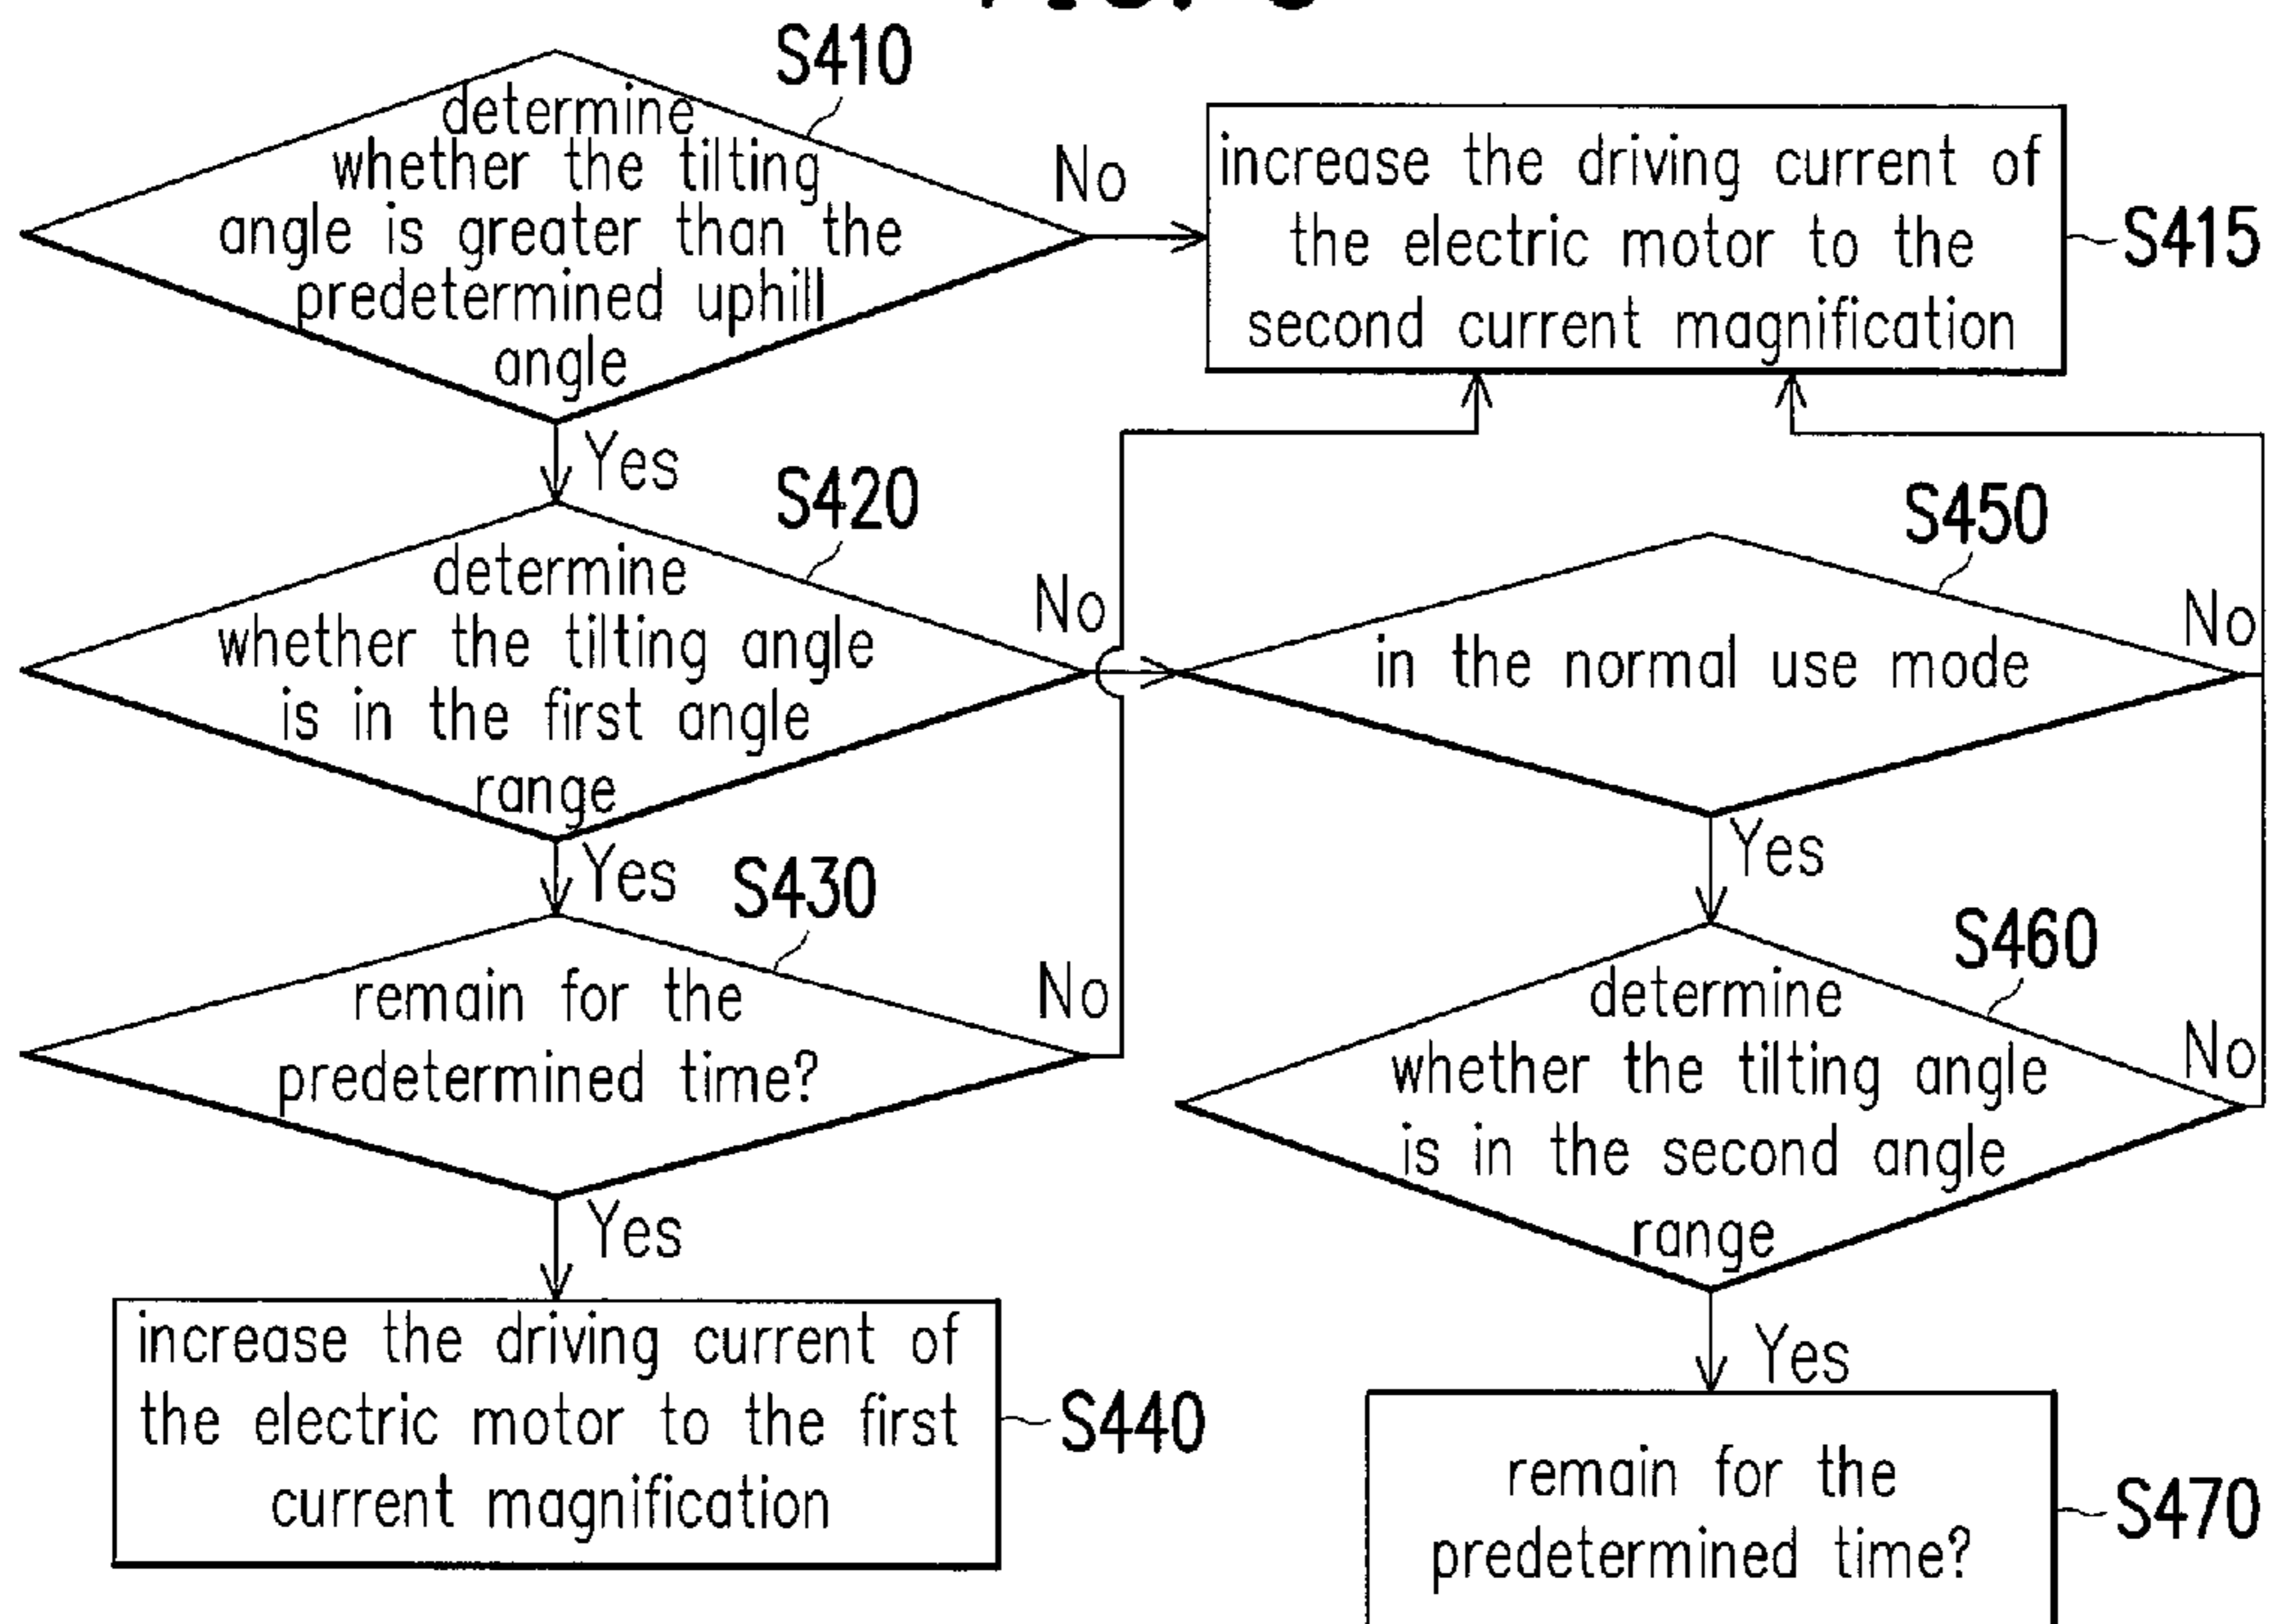 S410
determine
whether the tilting
angle is greater than the
predetermined uphill
angle
No
increase the driving current of
the electric motor to the
second current magnification
S415
Yes
S420
determine
whether the tilting angle
is in the first angle
range
No
S450
in the normal use mode
No
Yes
S430
remain for the
predetermined time?
No
Yes
S460
determine
whether the tilting angle
is in the second angle
range
No
Yes
increase the driving current of
the electric motor to the first
current magnification
S440
Yes
remain for the
predetermined time?
S470